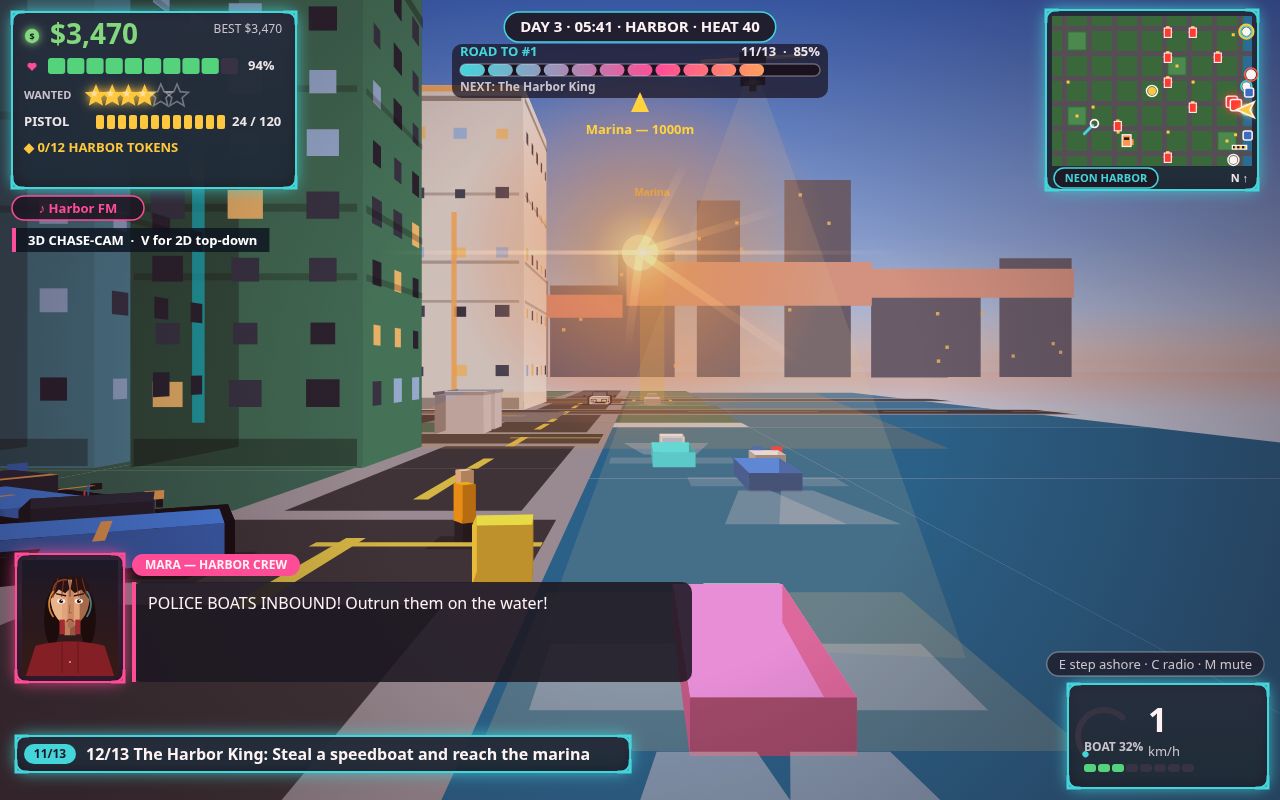 $ $3,470 BEST $3,470
94%
WANTED
PISTOL 24 / 120
◆ 0/12 HARBOR TOKENS
♪ Harbor FM
3D CHASE-CAM · V for 2D top-down
DAY 3 · 05:41 · HARBOR · HEAT 40
ROAD TO #1 11/13 · 85%
NEXT: The Harbor King
Marina — 1000m
Marina
NEON HARBOR N ↑
MARA — HARBOR CREW
POLICE BOATS INBOUND! Outrun them on the water!
11/13 12/13 The Harbor King: Steal a speedboat and reach the marina
E step ashore · C radio · M mute
1
BOAT 32% km/h